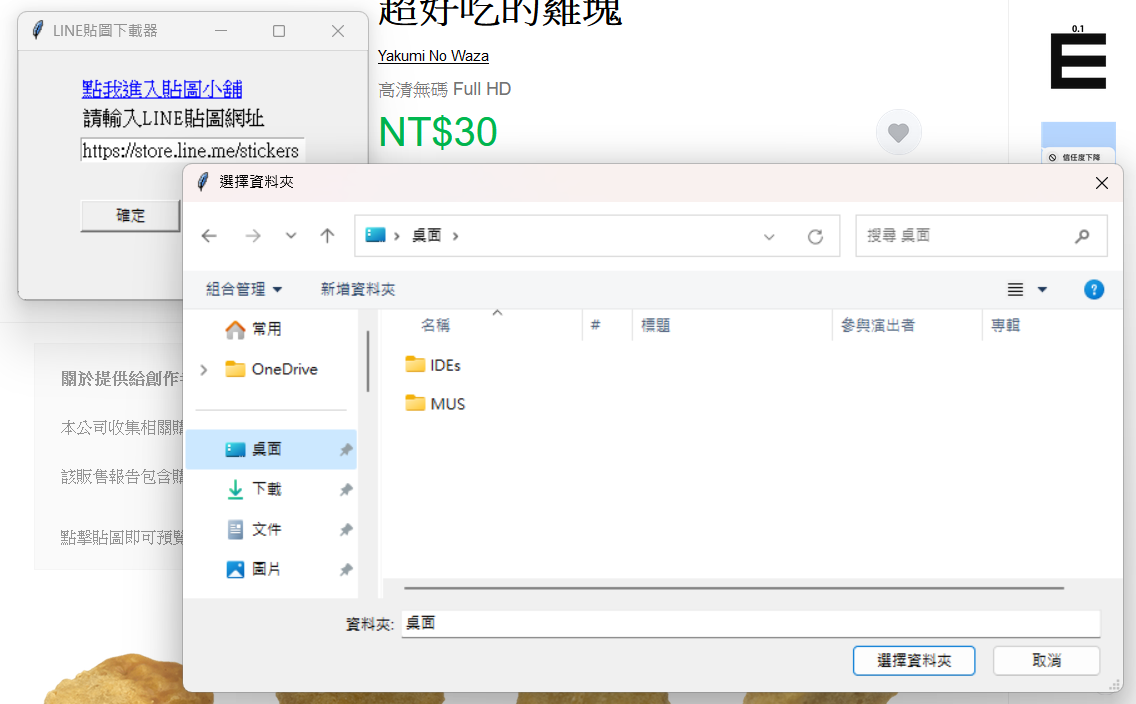 LINE貼圖下載器
點我進入貼圖小舖
請輸入LINE貼圖網址
https://store.line.me/stickers
確定
超好吃的雞塊
Yakumi No Waza
高清無碼 Full HD
NT$30
0.1
信任度下降
選擇資料夾
桌面
搜尋 桌面
組合管理
新增資料夾
常用
OneDrive
桌面
下載
文件
圖片
名稱 # 標題 參與演出者 專輯
IDEs
MUS
資料夾: 桌面
選擇資料夾 取消
關於提供給創作
本公司收集相關購
該販售報告包含購
點擊貼圖即可預覽